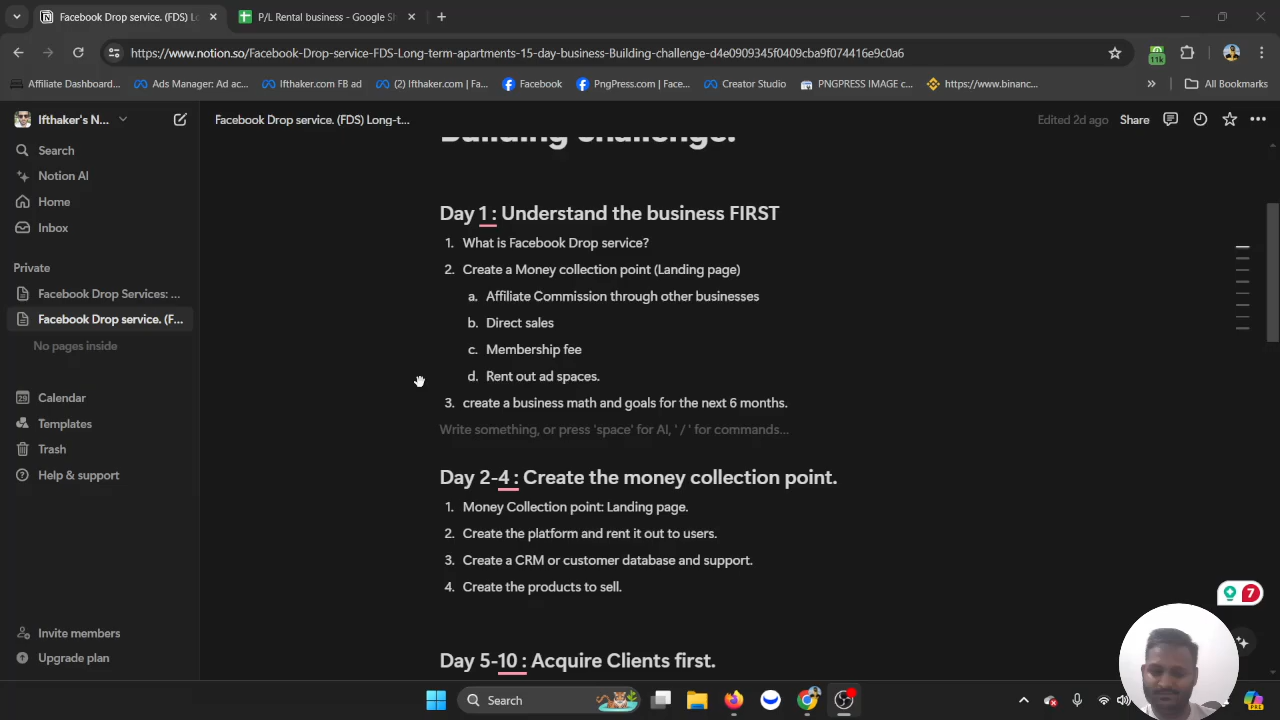 Facebook Drop service. (FDS) Lo
P/L Rental business - Google Sh
https://www.notion.so/Facebook-Drop-service-FDS-Long-term-apartments-15-day-business-Building-challenge-d4e0909345f0409cba9f074416e9c0a6
11k
Affiliate Dashboard...
Ads Manager: Ad ac...
Ifthaker.com FB ad
(2) Ifthaker.com | Fa...
Facebook
PngPress.com | Face...
Creator Studio
PNGPRESS IMAGE c...
https://www.binanc...
All Bookmarks
Ifthaker's N...
Facebook Drop service. (FDS) Long-t...
Edited 2d ago
Share
Search
Notion AI
Home
Inbox
Private
Facebook Drop Services: ...
Facebook Drop service. (F...
No pages inside
Calendar
Templates
Trash
Help & support
Invite members
Upgrade plan
Building challenge.
Day 1 : Understand the business FIRST
1. What is Facebook Drop service?
2. Create a Money collection point (Landing page)
a. Affiliate Commission through other businesses
b. Direct sales
c. Membership fee
d. Rent out ad spaces.
3. create a business math and goals for the next 6 months.
Write something, or press 'space' for AI, '/' for commands...
Day 2-4 : Create the money collection point.
1. Money Collection point: Landing page.
2. Create the platform and rent it out to users.
3. Create a CRM or customer database and support.
4. Create the products to sell.
Day 5-10 : Acquire Clients first.
7
Search